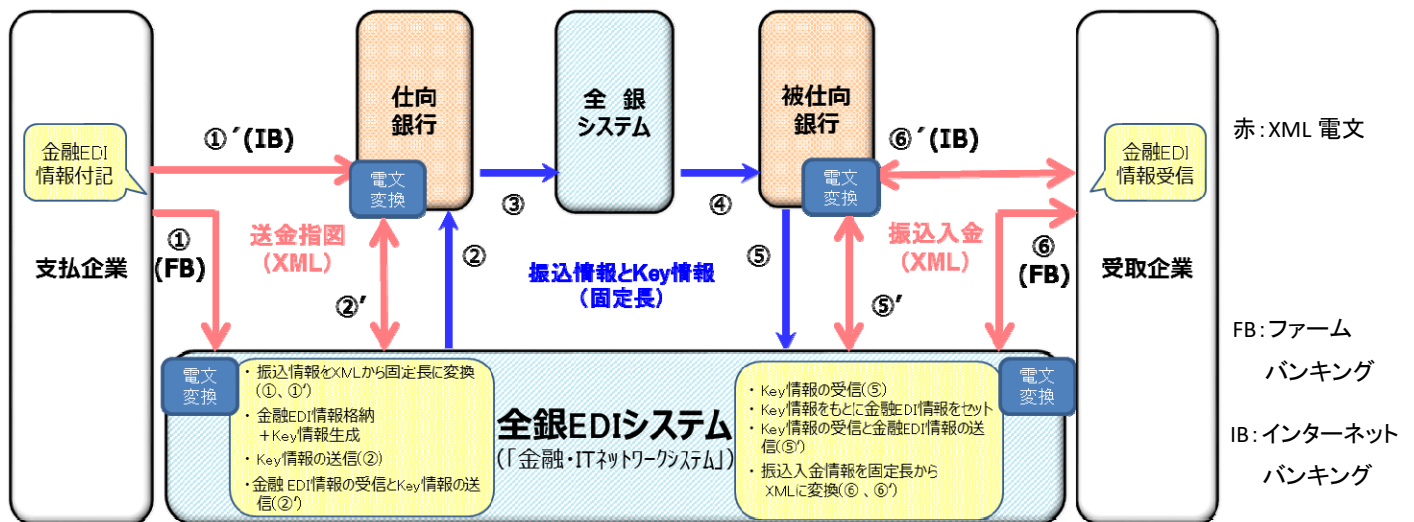 支払企業
金融EDI
情報付記
①´(IB)
①
(FB)
送金指図
(XML)
仕向
銀行
電文
変換
②
②′
③
全 銀
システム
④
振込情報とKey情報
(固定長)
被仕向
銀行
電文
変換
⑤
⑤′
⑥´(IB)
振込入金
(XML)
⑥
(FB)
金融EDI
情報受信
受取企業
電文
変換
・ 振込情報をXMLから固定長に変換
(①、①′)
・ 金融EDI情報格納
+Key情報生成
・ Key情報の送信(②)
・金融 EDI情報の受信とKey情報の送
信(②′)
全銀EDIシステム
(「金融・ITネットワークシステム」)
・ Key情報の受信(⑤)
・ Key情報をもとに金融EDI情報をセット
・ Key情報の受信と金融EDI情報の送
信(⑤′)
・ 振込入金情報を固定長から
XMLに変換(⑥ 、⑥′)
電文
変換
赤:XML 電文
FB:ファーム
バンキング
IB:インターネット
バンキング